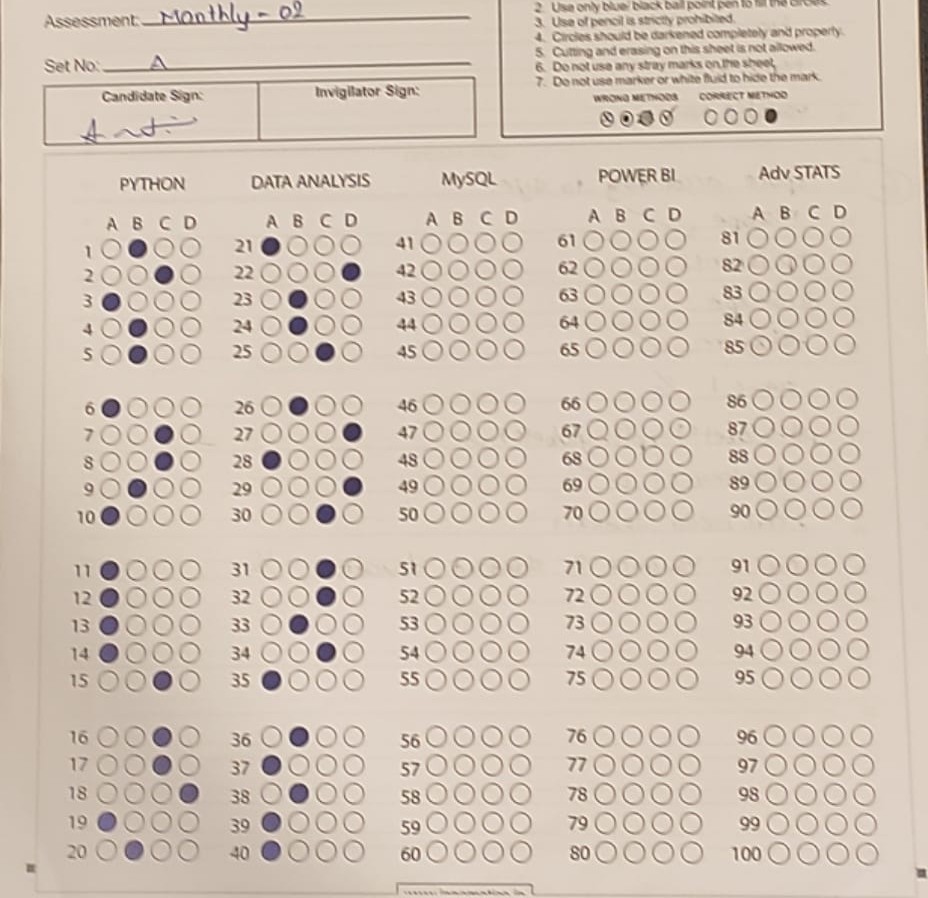 Assessment: Monthly - 02
Set No: A
Candidate Sign:
Invigilator Sign:
2. Use only blue/ black ball point pen to fill the circles.
3. Use of pencil is strictly prohibited.
4. Circles should be darkened completely and properly.
5. Cutting and erasing on this sheet is not allowed.
6. Do not use any stray marks on the sheet.
7. Do not use marker or white fluid to hide the mark.
WRONG METHODS CORRECT METHOD
PYTHON DATA ANALYSIS MySQL POWER BI Adv STATS
A B C D A B C D A B C D A B C D A B C D
1 21 41 61 81
2 22 42 62 82
3 23 43 63 83
4 24 44 64 84
5 25 45 65 85
6 26 46 66 86
7 27 47 67 87
8 28 48 68 88
9 29 49 69 89
10 30 50 70 90
11 31 51 71 91
12 32 52 72 92
13 33 53 73 93
14 34 54 74 94
15 35 55 75 95
16 36 56 76 96
17 37 57 77 97
18 38 58 78 98
19 39 59 79 99
20 40 60 80 100